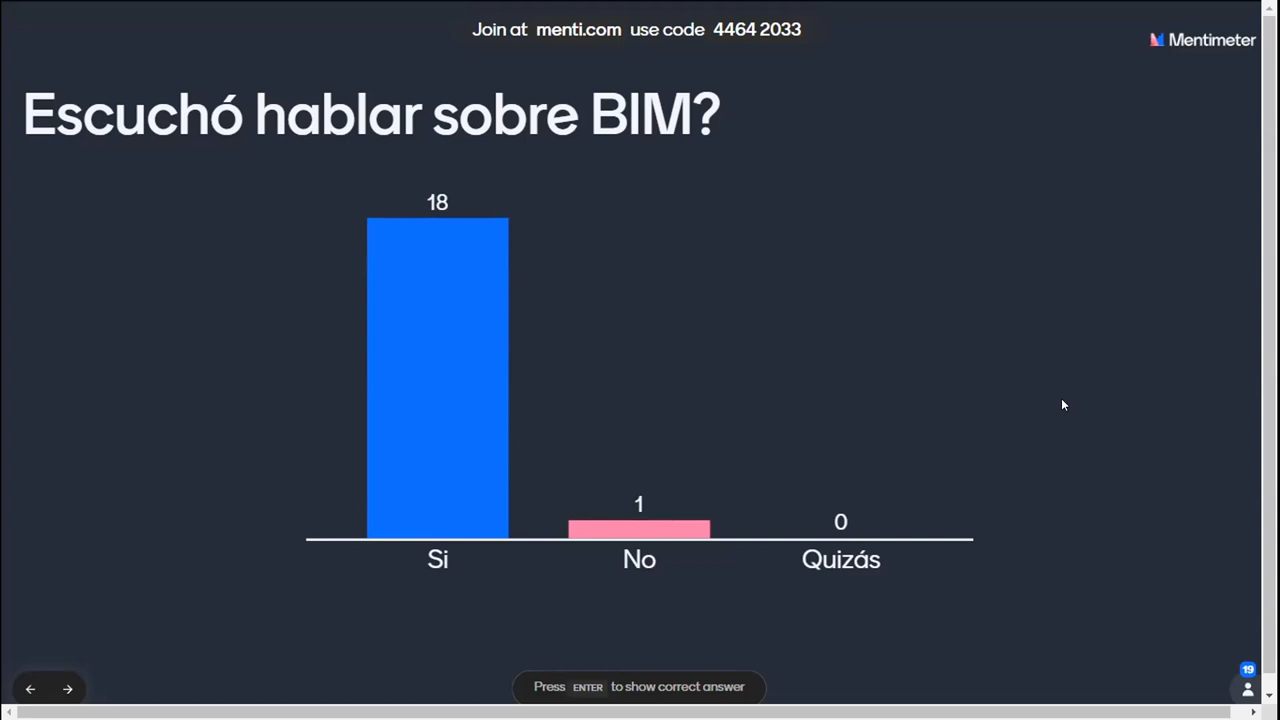 Join at menti.com use code 4464 2033
Mentimeter
Escuchó hablar sobre BIM?
18
1
0
Si
No
Quizás
19
Press ENTER to show correct answer